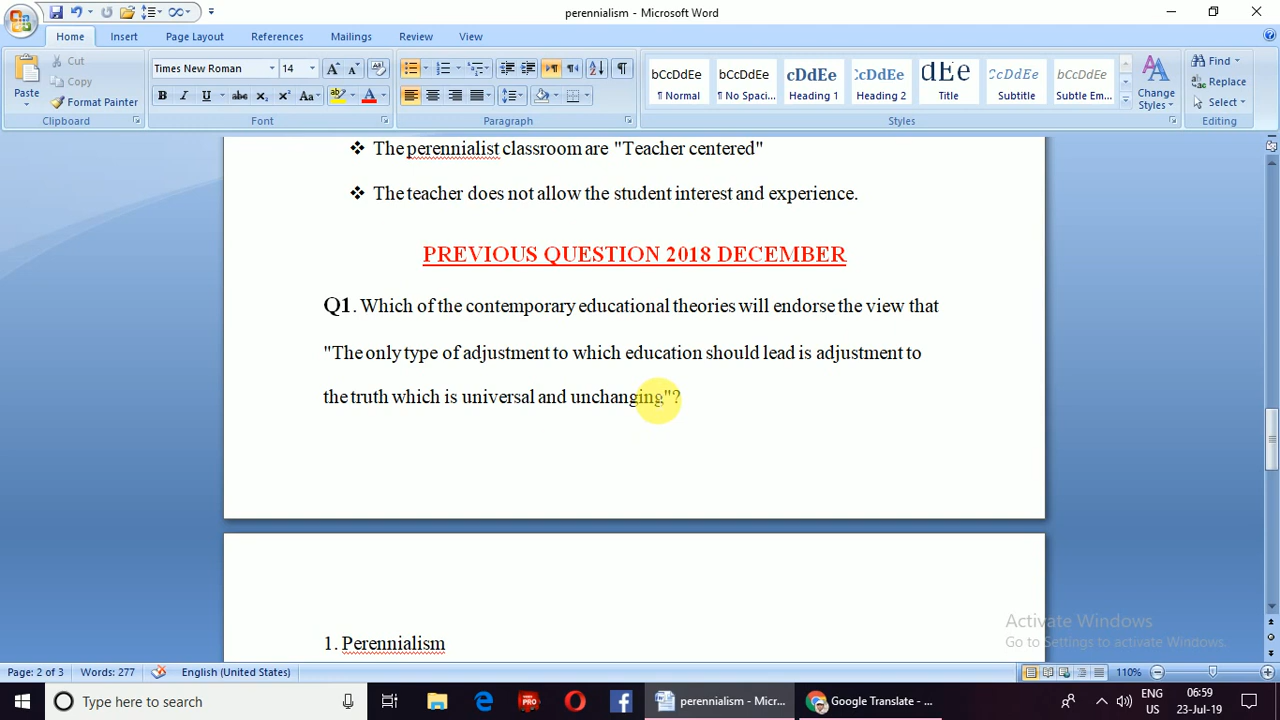 perennialism - Microsoft Word
Home Insert Page Layout References Mailings Review View
Paste
Cut
Copy
Format Painter
Clipboard
Times New Roman 14
Font
Paragraph
bCcDdEe bCcDdEe cDdEe CcDdEe dEe CcDdEe bCcDdEe
¶ Normal ¶ No Spaci... Heading 1 Heading 2 Title Subtitle Subtle Em...
Change Styles
Styles
Find
Replace
Select
Editing
❖ The perennialist classroom are "Teacher centered"
❖ The teacher does not allow the student interest and experience.
PREVIOUS QUESTION 2018 DECEMBER
Q1. Which of the contemporary educational theories will endorse the view that
"The only type of adjustment to which education should lead is adjustment to
the truth which is universal and unchanging"?
1. Perennialism
Activate Windows
Go to Settings to activate Windows.
Page: 2 of 3 Words: 277 English (United States) 110%
Type here to search
perennialism - Micr...
Google Translate - ...
ENG 06:59
US 23-Jul-19